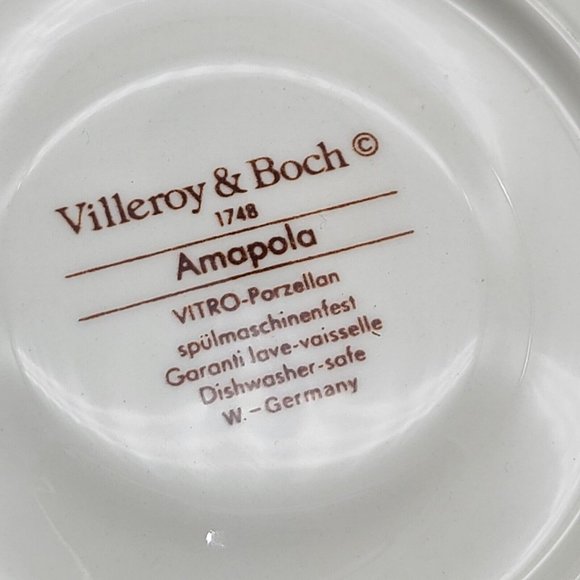 Villeroy & Boch ©
1748
Amapola
VITRO-Porzellan
spülmaschinenfest
Garanti lave-vaisselle
Dishwasher-safe
W.-Germany